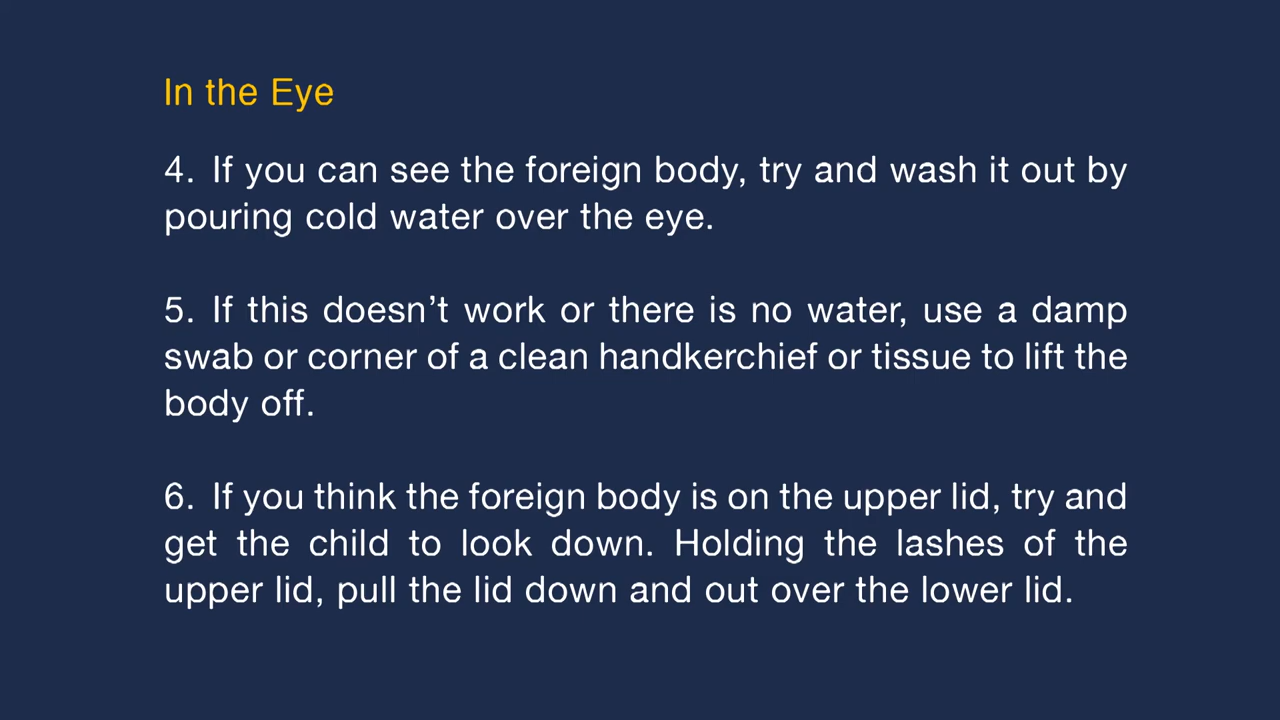 In the Eye
4. If you can see the foreign body, try and wash it out by
pouring cold water over the eye.
5. If this doesn’t work or there is no water, use a damp
swab or corner of a clean handkerchief or tissue to lift the
body off.
6. If you think the foreign body is on the upper lid, try and
get the child to look down. Holding the lashes of the
upper lid, pull the lid down and out over the lower lid.